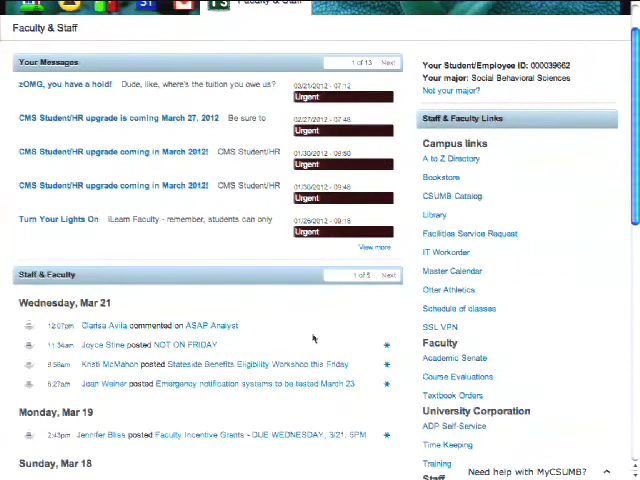 31
Faculty & Staff
Faculty & Staff
Your Messages
1 of 13 Next
zOMG, you have a hold! Dude, like, where's the tuition you owe us?
03/21/2012 - 07:12
Urgent
CMS Student/HR upgrade is coming March 27, 2012 Be sure to
02/27/2012 - 07:48
Urgent
CMS Student/HR upgrade coming in March 2012! CMS Student/HR
01/30/2012 - 09:50
Urgent
CMS Student/HR upgrade coming in March 2012! CMS Student/HR
01/30/2012 - 09:48
Urgent
Turn Your Lights On iLearn Faculty - remember, students can only
01/26/2012 - 09:18
Urgent
View more
Staff & Faculty
1 of 5 Next
Wednesday, Mar 21
12:07pm Clarisa Avila commented on ASAP Analyst
11:34am Joyce Stine posted NOT ON FRIDAY
9:56am Kristi McMahon posted Stateside Benefits Eligibility Workshop this Friday
8:27am Joan Weiner posted Emergency notification systems to be tested March 23
Monday, Mar 19
2:43pm Jennifer Bliss posted Faculty Incentive Grants - DUE WEDNESDAY, 3/21, 5PM
Sunday, Mar 18
Your Student/Employee ID: 000039662
Your major: Social Behavioral Sciences
Not your major?
Staff & Faculty Links
Campus links
A to Z Directory
Bookstore
CSUMB Catalog
Library
Facilities Service Request
IT Workorder
Master Calendar
Otter Athletics
Schedule of classes
SSL VPN
Faculty
Academic Senate
Course Evaluations
Textbook Orders
University Corporation
ADP Self-Service
Time Keeping
Training
Staff
Need help with MyCSUMB?